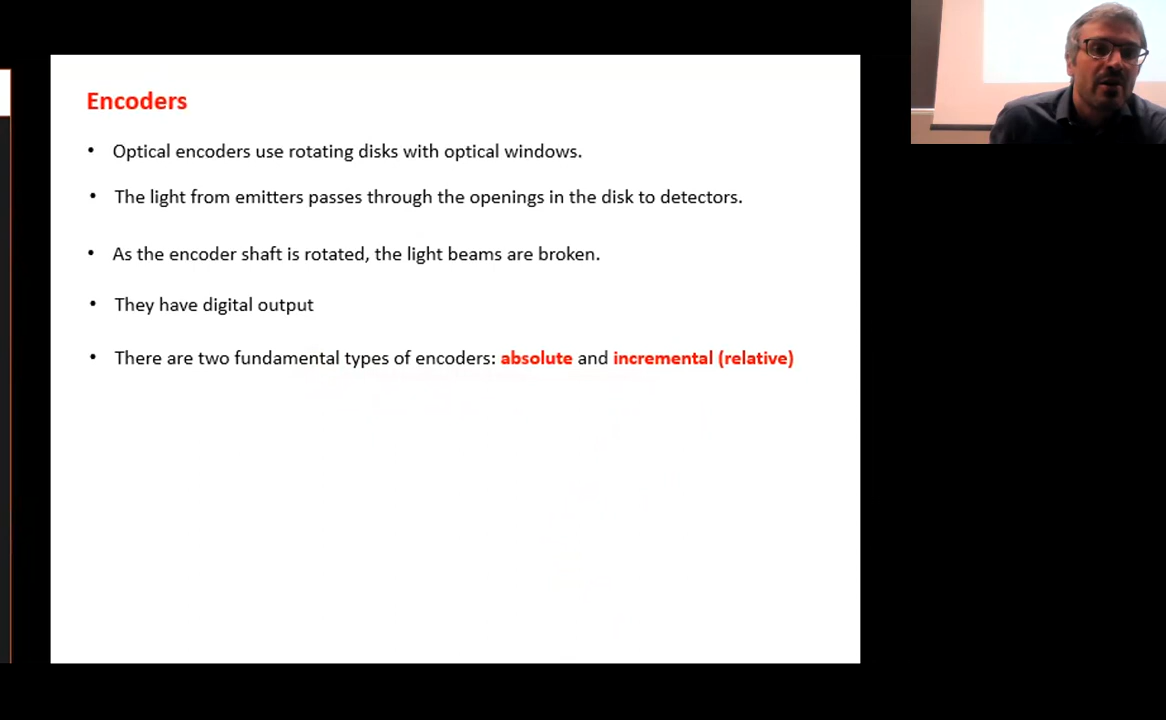 Encoders
• Optical encoders use rotating disks with optical windows.
• The light from emitters passes through the openings in the disk to detectors.
• As the encoder shaft is rotated, the light beams are broken.
• They have digital output
• There are two fundamental types of encoders: absolute and incremental (relative)